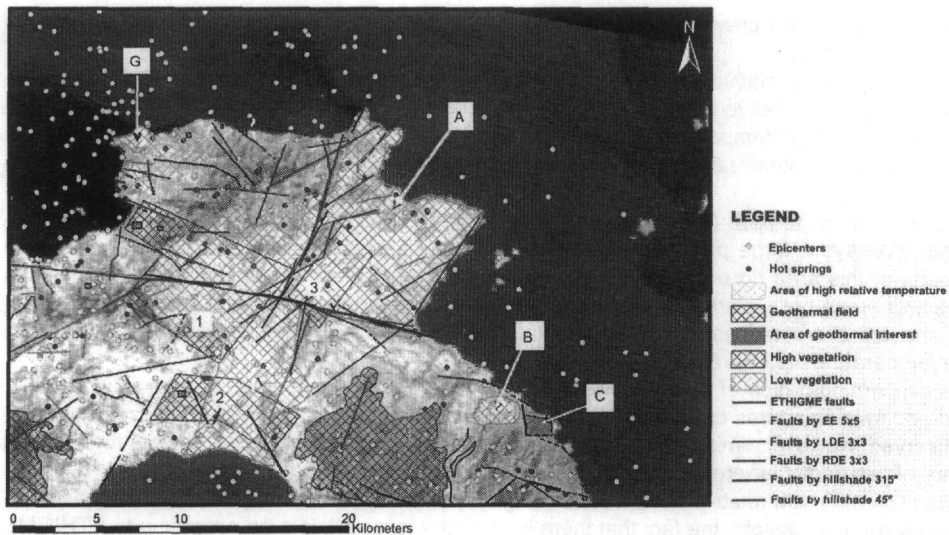 G
N
A
1
3
2
B
C
0 5 10 20
Kilometers
LEGEND
Epicenters
Hot springs
Area of high relative temperature
Geothermal field
Area of geothermal interest
High vegetation
Low vegetation
ETHIGME faults
Faults by EE 5x5
Faults by LDE 3x3
Faults by RDE 3x3
Faults by hillshade 315°
Faults by hillshade 45°